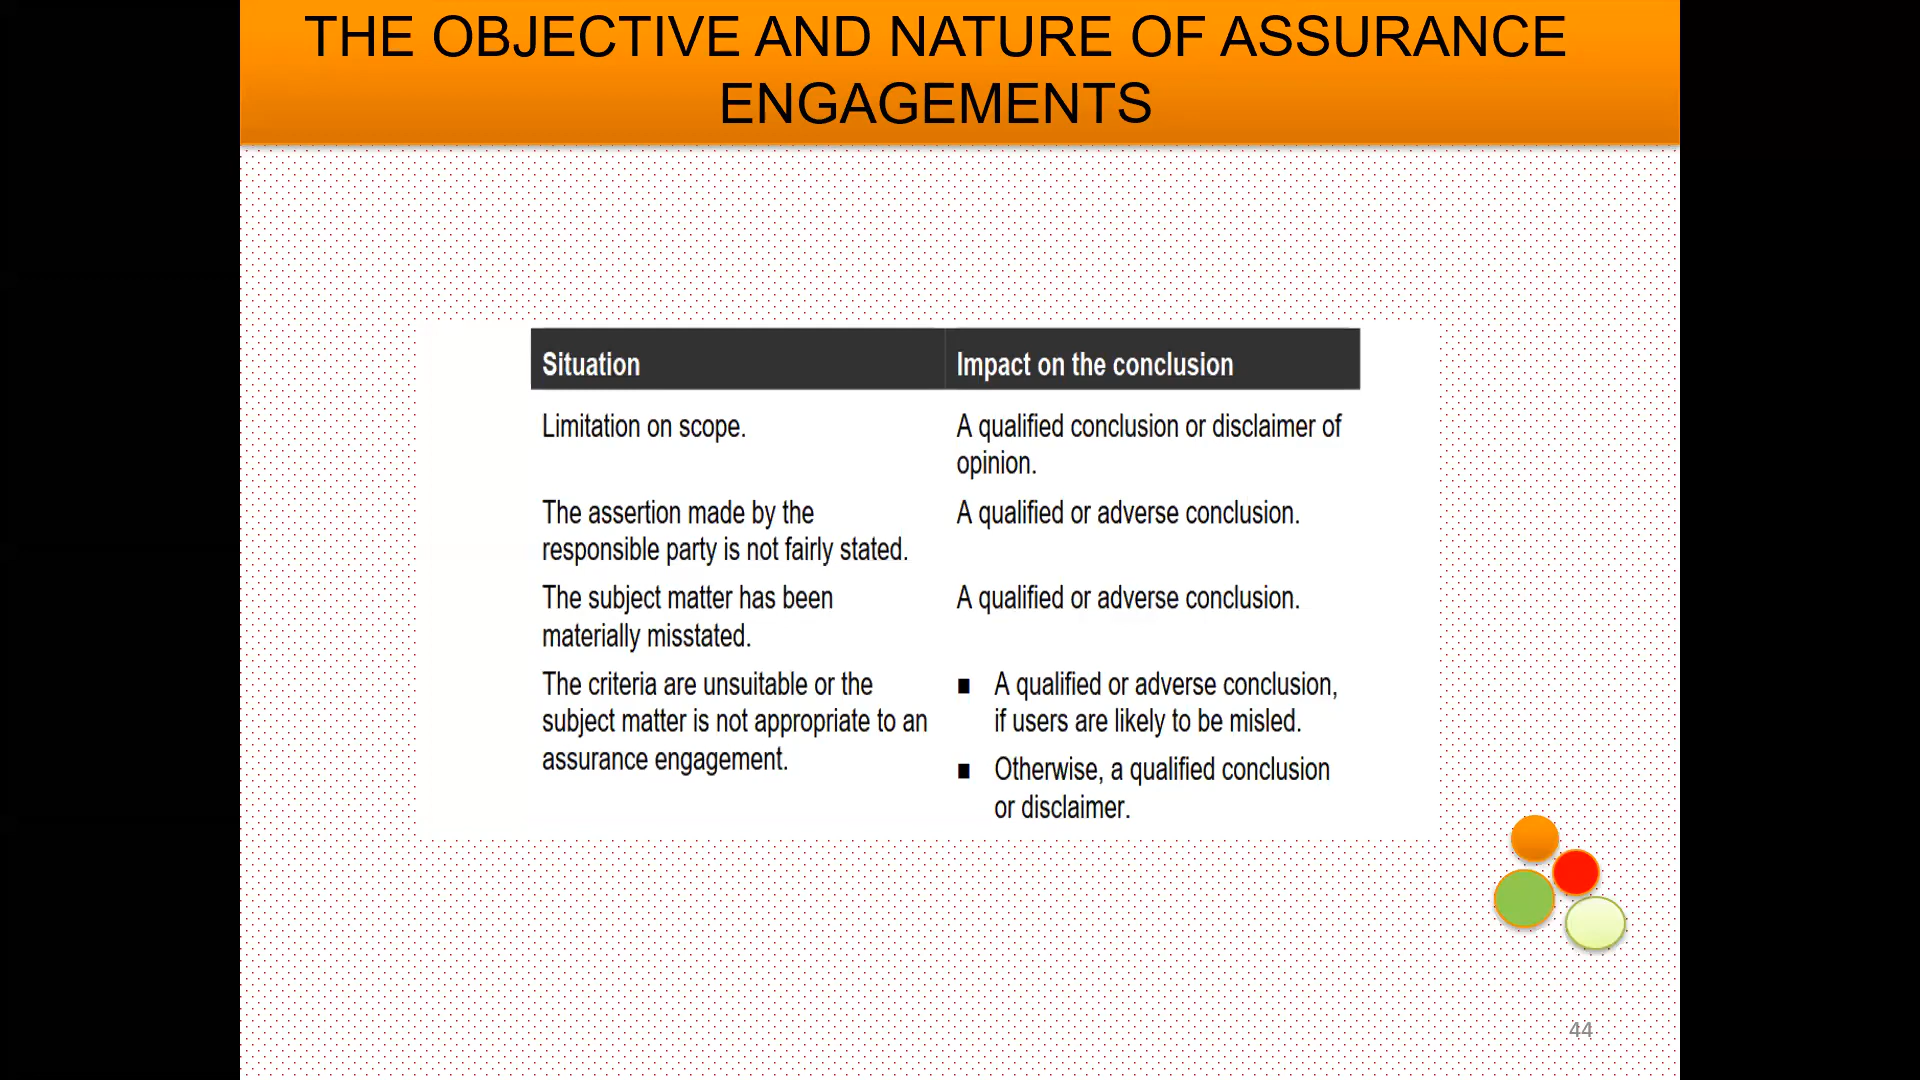 THE OBJECTIVE AND NATURE OF ASSURANCE
ENGAGEMENTS
Situation
Impact on the conclusion
Limitation on scope.
A qualified conclusion or disclaimer of
opinion.
The assertion made by the
responsible party is not fairly stated.
A qualified or adverse conclusion.
The subject matter has been
materially misstated.
A qualified or adverse conclusion.
The criteria are unsuitable or the
subject matter is not appropriate to an
assurance engagement.
■ A qualified or adverse conclusion,
if users are likely to be misled.
■ Otherwise, a qualified conclusion
or disclaimer.
44